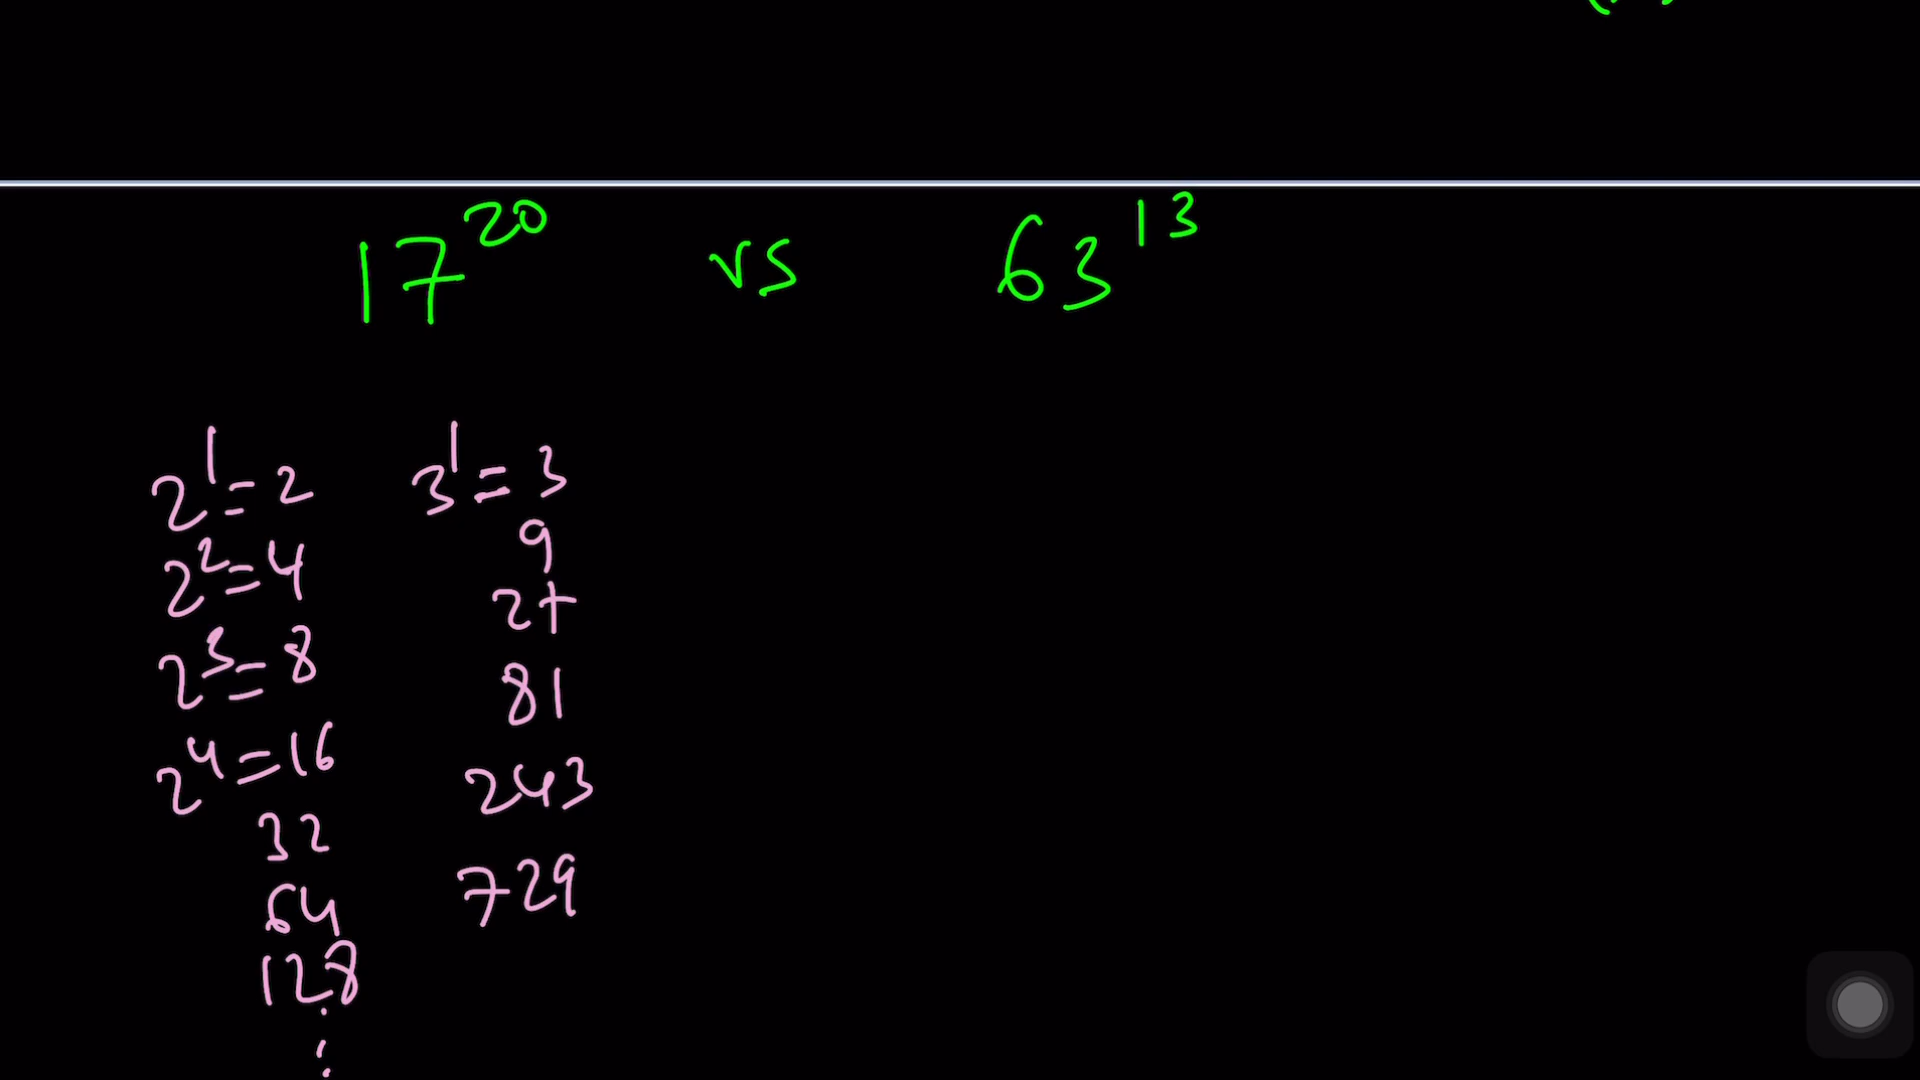 17^20 vs 63^13
2^1 = 2
2^2 = 4
2^3 = 8
2^4 = 16
32
64
128
⋮
3^1 = 3
9
27
81
243
729